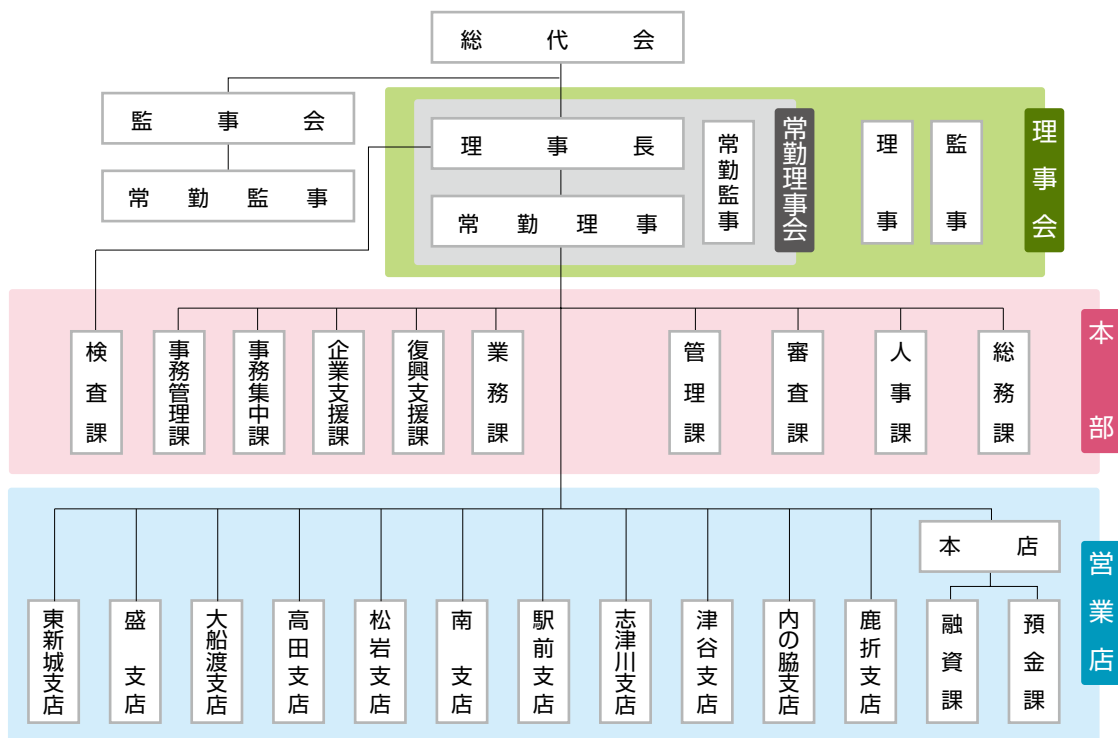 総代会
監事会
常勤監事
理事長
常勤理事
常勤監事
常勤理事会
理事
監事
理事会
検査課
事務管理課
事務集中課
企業支援課
復興支援課
業務課
管理課
審査課
人事課
総務課
本部
本店
東新城支店
盛支店
大船渡支店
高田支店
松岩支店
南支店
駅前支店
志津川支店
津谷支店
内の脇支店
鹿折支店
融資課
預金課
営業店